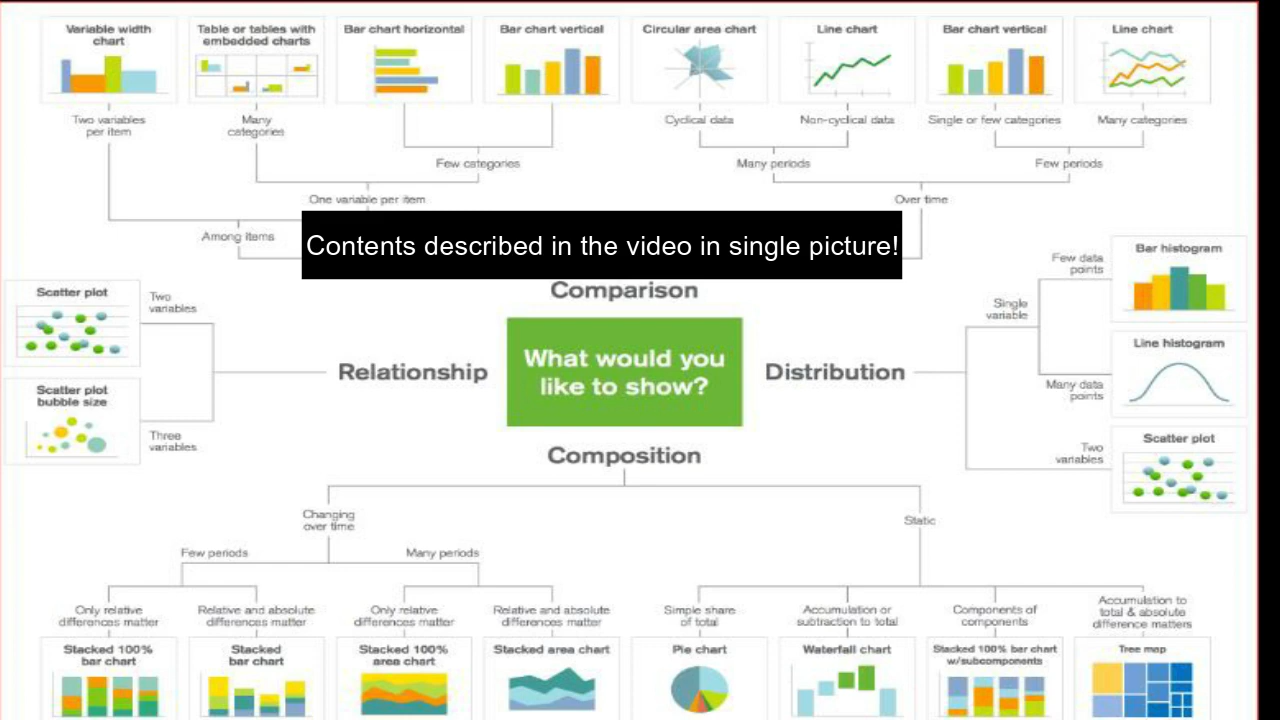 Variable width
chart
Table or tables with
embedded charts
Bar chart horizontal
Bar chart vertical
Circular area chart
Line chart
Bar chart vertical
Line chart
Two variables
per item
Many
categories
Cyclical data
Non-cyclical data
Single or few categories
Many categories
Few categories
Many periods
Few periods
One variable per item
Over time
Among items
Contents described in the video in single picture!
Comparison
Few data
points
Bar histogram
Scatter plot
Two
variables
Single
variable
Line histogram
What would you
like to show?
Relationship
Distribution
Scatter plot
bubble size
Many data
points
Three
variables
Scatter plot
Two
variables
Composition
Changing
over time
Static
Few periods
Many periods
Only relative
differences matter
Relative and absolute
differences matter
Only relative
differences matter
Relative and absolute
differences matter
Simple share
of total
Accumulation or
subtraction to total
Components of
components
Accumulation to
total & absolute
difference matters
Stacked 100%
bar chart
Stacked
bar chart
Stacked 100%
area chart
Stacked area chart
Pie chart
Waterfall chart
Stacked 100% bar chart
w/subcomponents
Tree map